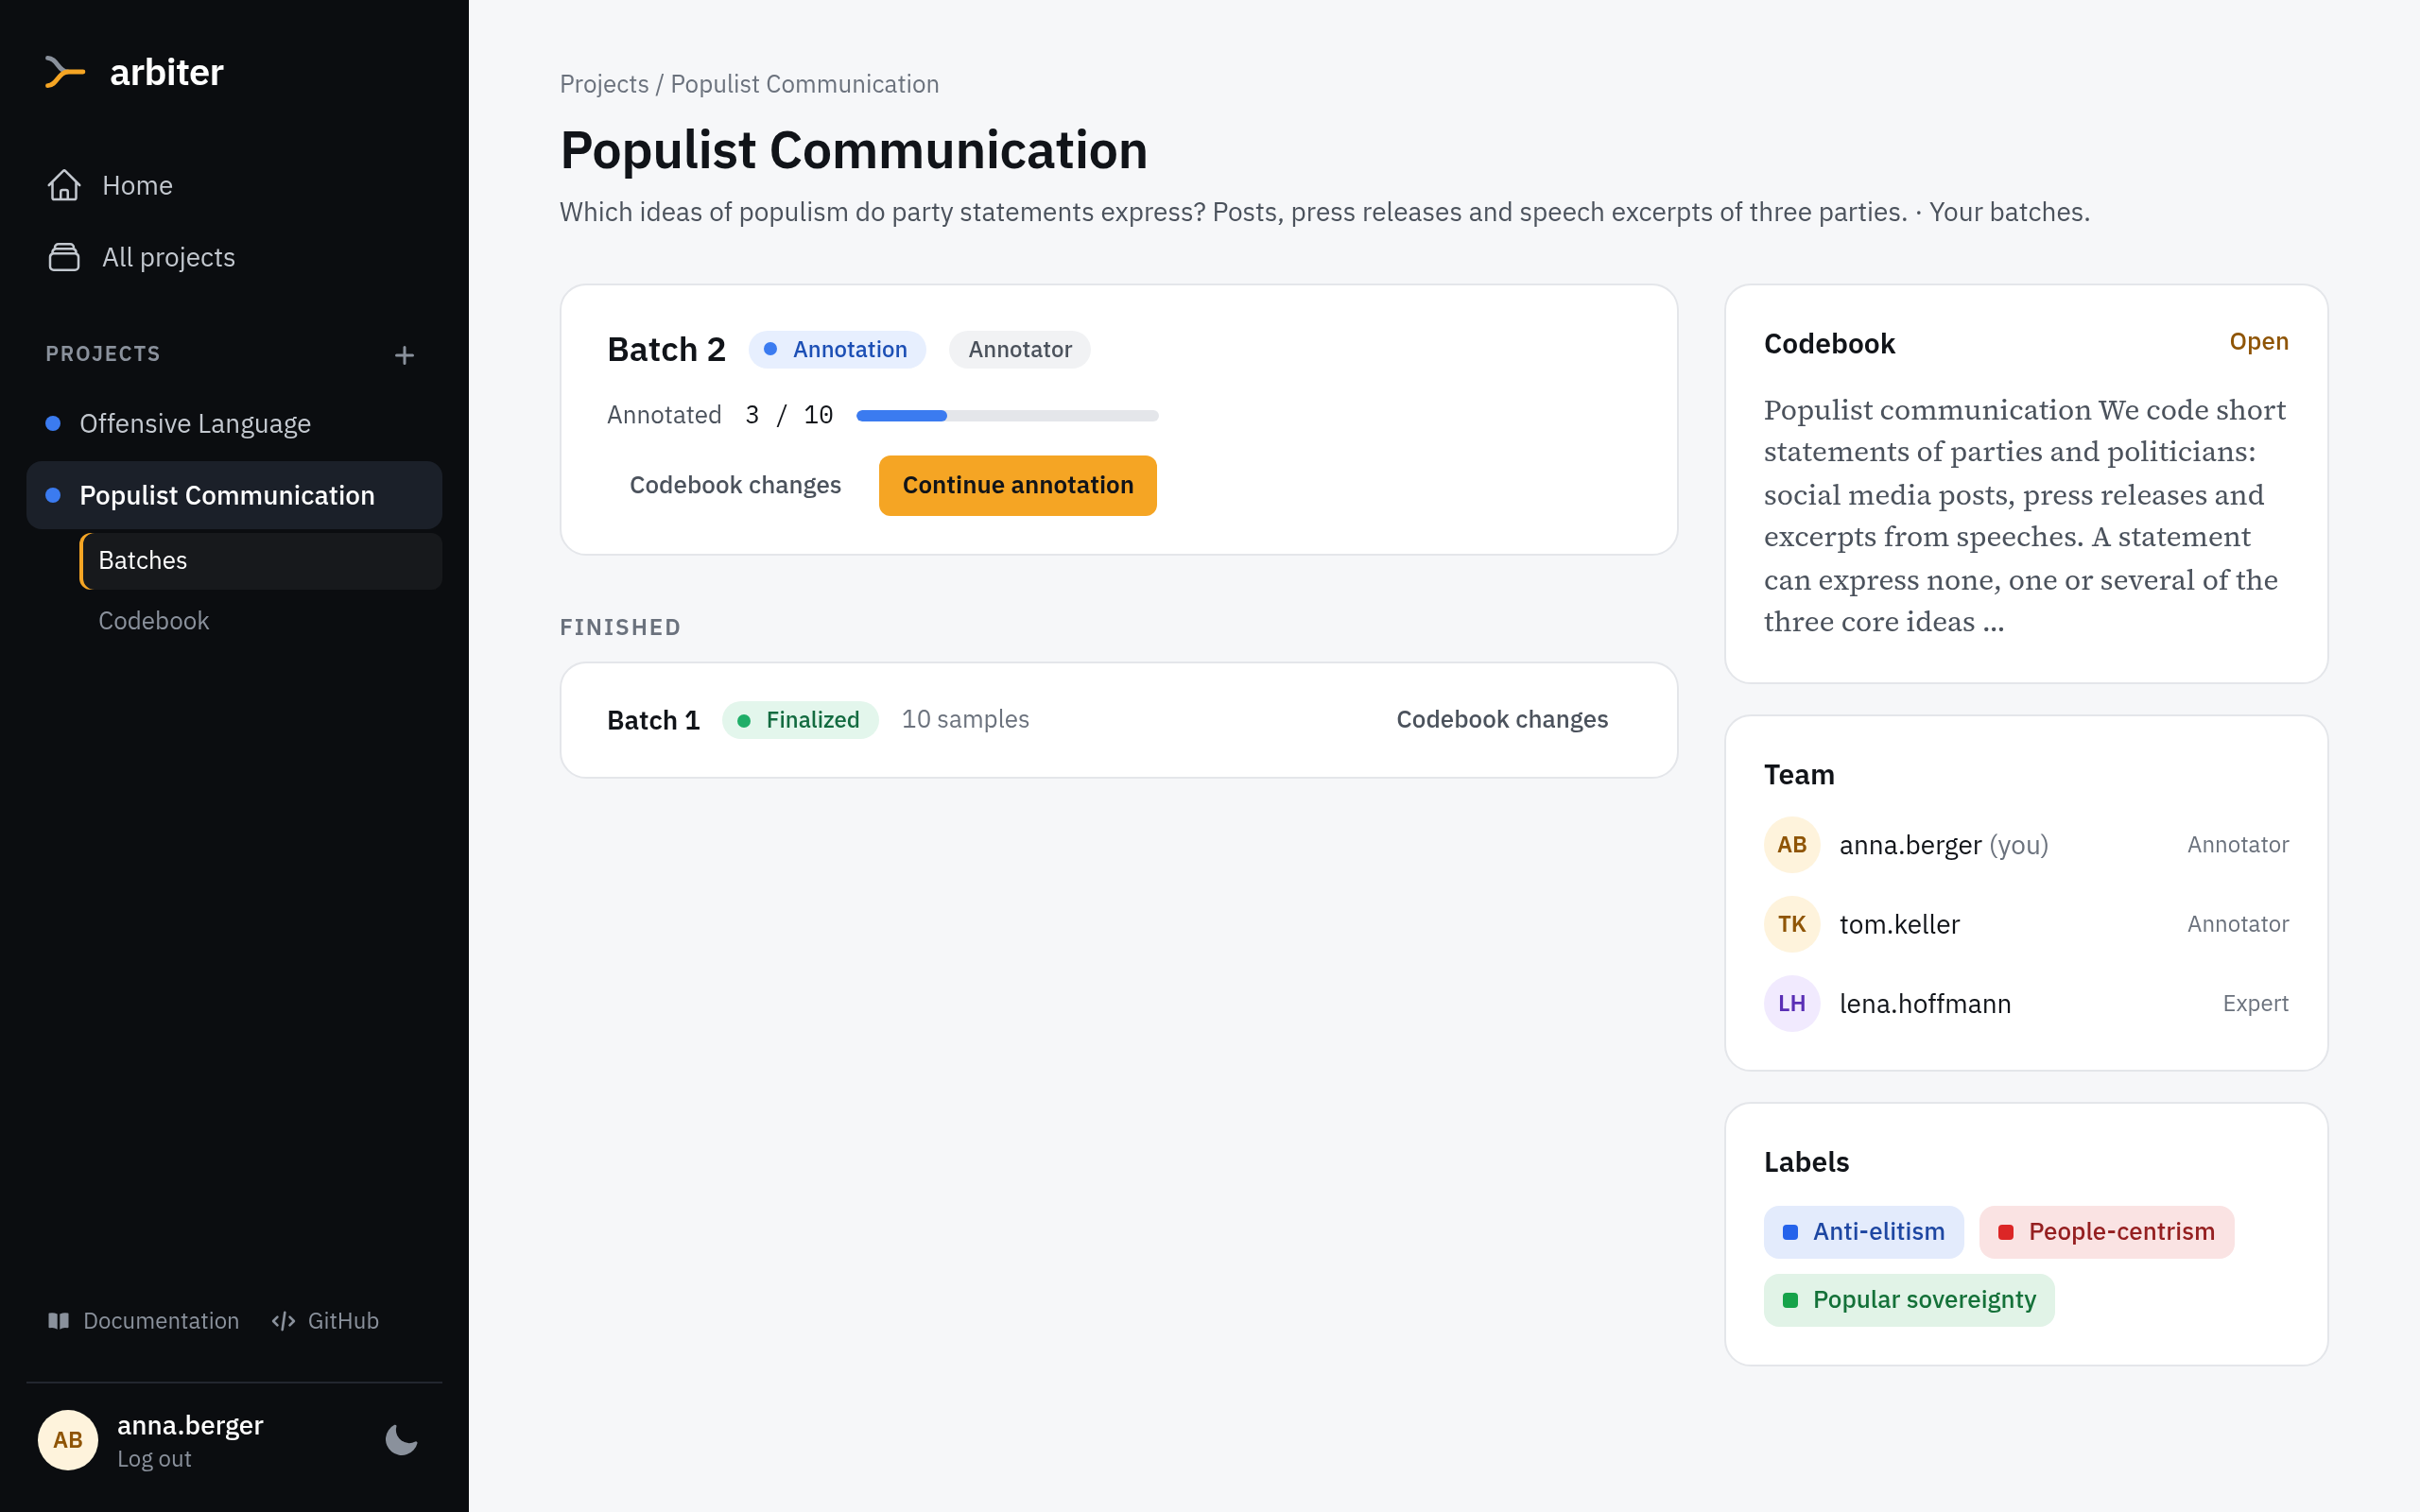 arbiter
Home
All projects
PROJECTS
Offensive Language
Populist Communication
Batches
Codebook
Documentation
GitHub
AB
anna.berger
Log out
Projects / Populist Communication
Populist Communication
Which ideas of populism do party statements express? Posts, press releases and speech excerpts of three parties. · Your batches.
Batch 2 Annotation Annotator
Annotated 3 / 10
Codebook changes Continue annotation
FINISHED
Batch 1 Finalized 10 samples Codebook changes
Codebook Open
Populist communication We code short
statements of parties and politicians:
social media posts, press releases and
excerpts from speeches. A statement
can express none, one or several of the
three core ideas ...
Team
AB anna.berger (you) Annotator
TK tom.keller Annotator
LH lena.hoffmann Expert
Labels
Anti-elitism People-centrism
Popular sovereignty